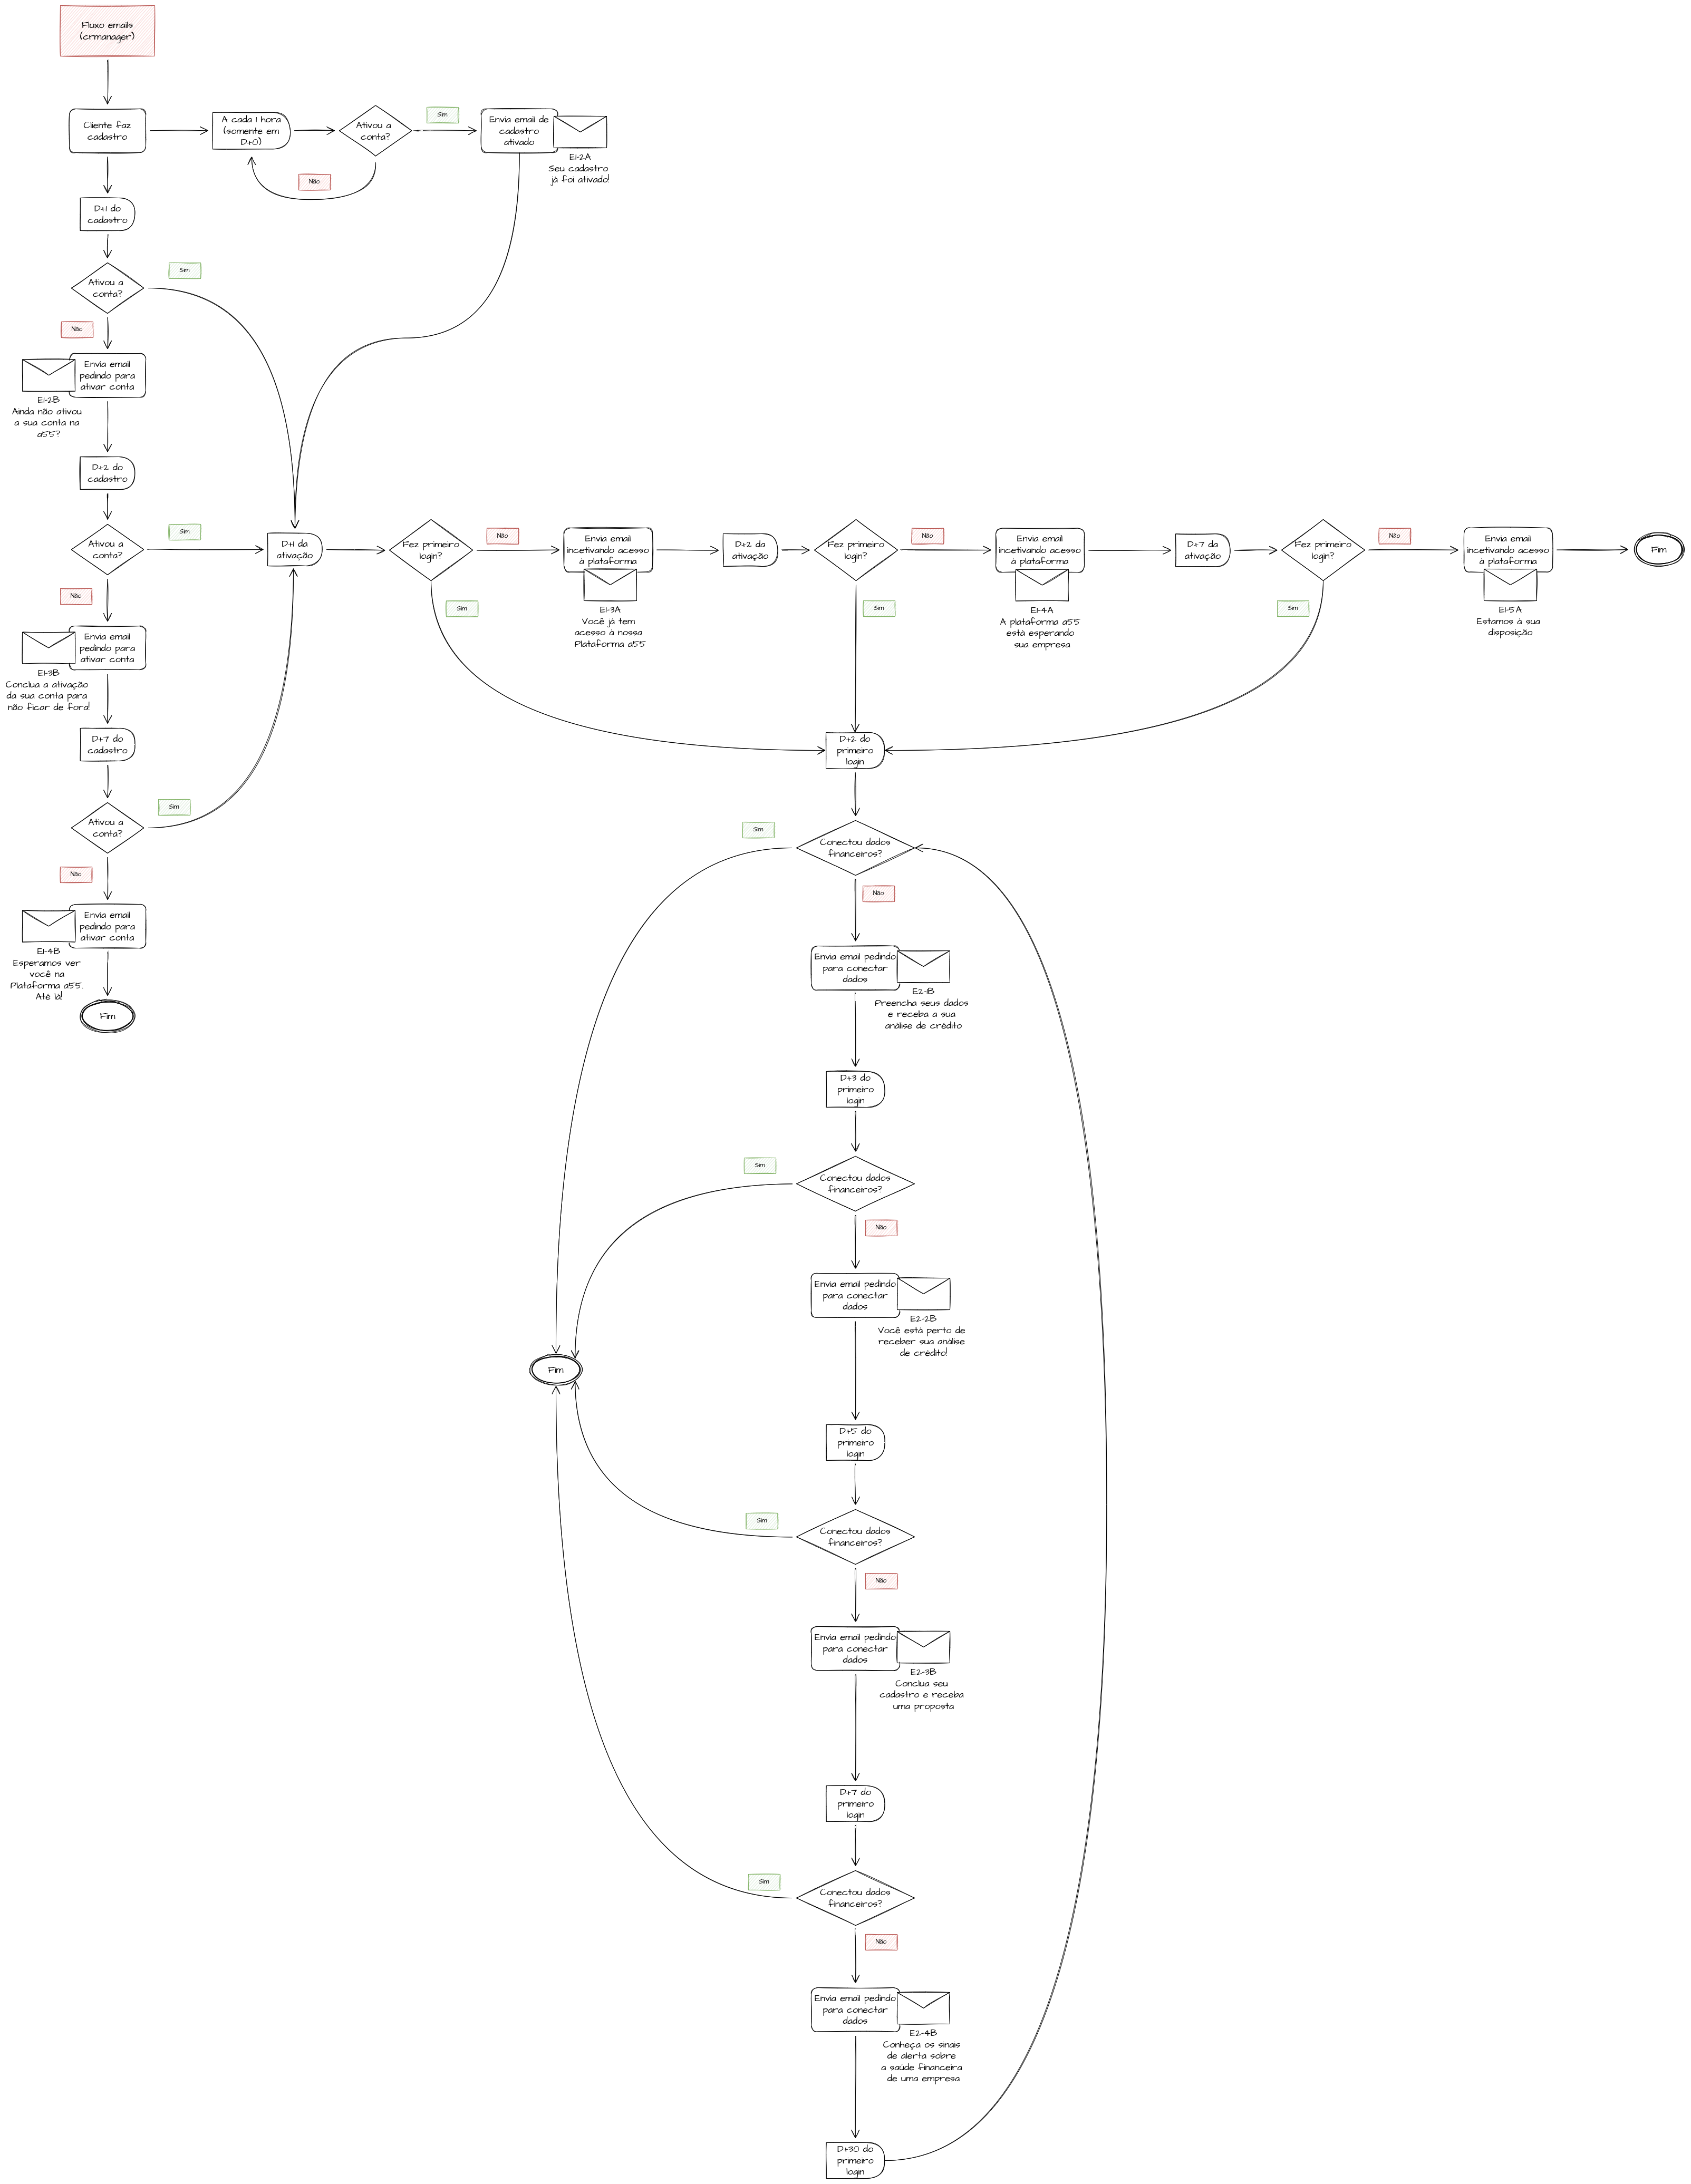 Fluxo emails
(crmanager)
Cliente faz
cadastro
A cada 1 hora
(somente em
D+0)
Ativou a
conta?
Sim
Envia email de
cadastro
ativado
E1-2A
Seu cadastro
já foi ativado!
Não
D+1 do
cadastro
Ativou a
conta?
Sim
Não
Envia email
pedindo para
ativar conta
E1-2B
Ainda não ativou
a sua conta na
a55?
D+2 do
cadastro
Ativou a
conta?
Sim
D+1 da
ativação
Fez primeiro
login?
Não
Envia email
incetivando acesso
à plataforma
E1-3A
Você já tem
acesso à nossa
Plataforma a55
D+2 da
ativação
Fez primeiro
login?
Não
Envia email
incetivando acesso
à plataforma
E1-4A
A plataforma a55
está esperando
sua empresa
D+7 da
ativação
Fez primeiro
login?
Não
Envia email
incetivando acesso
à plataforma
E1-5A
Estamos à sua
disposição
Fim
Sim
Sim
Sim
Não
Envia email
pedindo para
ativar conta
E1-3B
Conclua a ativação
da sua conta para
não ficar de ford!
D+7 do
cadastro
Ativou a
conta?
Sim
Não
Envia email
pedindo para
ativar conta
E1-4B
Esperamos ver
você na
Plataforma a55.
Até lá!
Fim
D+2 do
primeiro
login
Conectou dados
financeiros?
Sim
Não
Envia email pedindo
para conectar
dados
E2-1B
Preencha seus dados
e receba a sua
análise de crédito
D+3 do
primeiro
login
Conectou dados
financeiros?
Sim
Não
Envia email pedindo
para conectar
dados
E2-2B
Você está perto de
receber sua análise
de crédito!
Fim
D+5 do
primeiro
login
Conectou dados
financeiros?
Sim
Não
Envia email pedindo
para conectar
dados
E2-3B
Conclua seu
cadastro e receba
uma proposta
D+7 do
primeiro
login
Conectou dados
financeiros?
Sim
Não
Envia email pedindo
para conectar
dados
E2-4B
Conheça os sinais
de alerta sobre
a saúde financeira
de uma empresa
D+30 do
primeiro
login